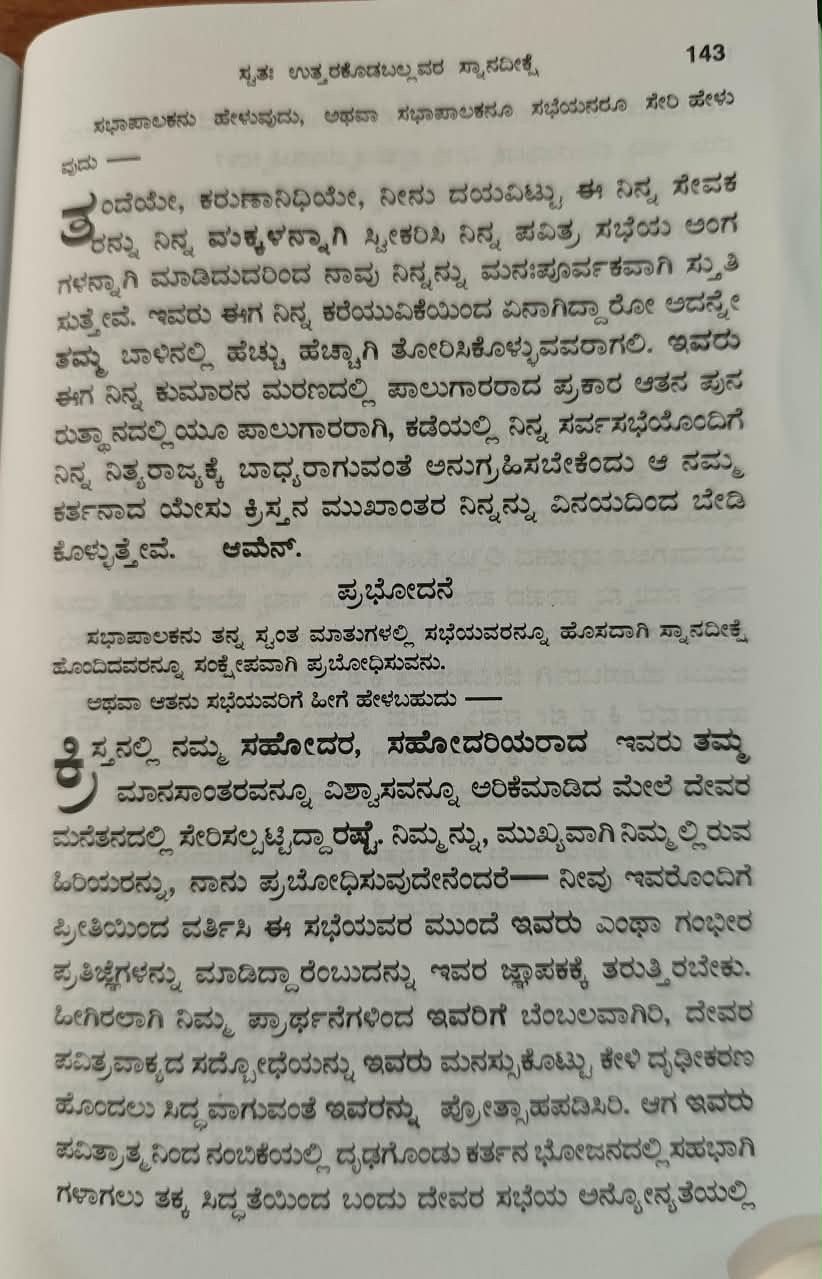 143
ಸ್ವತಃ ಉತ್ತರಕೊಡಬಲ್ಲವರ ಸ್ನಾನದೀಕ್ಷೆ
ಸಭಾಪಾಲಕನು ಹೇಳುವುದು, ಅಥವಾ ಸಭಾಪಾಲಕನೂ ಸಭೆಯನರೂ ಸೇರಿ ಹೇಳು
ವುದು —
ತಂದೆಯೇ, ಕರುಣಾನಿಧಿಯೇ, ನೀನು ದಯವಿಟ್ಟು ಈ ನಿನ್ನ ಸೇವಕ
ರನ್ನು ನಿನ್ನ ಮಕ್ಕಳನ್ನಾಗಿ ಸ್ವೀಕರಿಸಿ ನಿನ್ನ ಪವಿತ್ರ ಸಭೆಯ ಅಂಗ
ಗಳನ್ನಾಗಿ ಮಾಡಿದುದರಿಂದ ನಾವು ನಿನ್ನನ್ನು ಮನಃಪೂರ್ವಕವಾಗಿ ಸ್ತುತಿ
ಸುತ್ತೇವೆ. ಇವರು ಈಗ ನಿನ್ನ ಕರೆಯುವಿಕೆಯಿಂದ ಏನಾಗಿದ್ದಾರೋ ಅದನ್ನೇ
ತಮ್ಮ ಬಾಳಿನಲ್ಲಿ ಹೆಚ್ಚು ಹೆಚ್ಚಾಗಿ ತೋರಿಸಿಕೊಳ್ಳುವವರಾಗಲಿ. ಇವರು
ಈಗ ನಿನ್ನ ಕುಮಾರನ ಮರಣದಲ್ಲಿ ಪಾಲುಗಾರರಾದ ಪ್ರಕಾರ ಆತನ ಪುನ
ರುತ್ಥಾನದಲ್ಲಿಯೂ ಪಾಲುಗಾರರಾಗಿ, ಕಡೆಯಲ್ಲಿ ನಿನ್ನ ಸರ್ವಸಭೆಯೊಂದಿಗೆ
ನಿನ್ನ ನಿತ್ಯರಾಜ್ಯಕ್ಕೆ ಬಾಧ್ಯರಾಗುವಂತೆ ಅನುಗ್ರಹಿಸಬೇಕೆಂದು ಆ ನಮ್ಮ
ಕರ್ತನಾದ ಯೇಸು ಕ್ರಿಸ್ತನ ಮುಖಾಂತರ ನಿನ್ನನ್ನು ವಿನಯದಿಂದ ಬೇಡಿ
ಕೊಳ್ಳುತ್ತೇವೆ. ಆಮೆನ್.
ಪ್ರಭೋದನೆ
ಸಭಾಪಾಲಕನು ತನ್ನ ಸ್ವಂತ ಮಾತುಗಳಲ್ಲಿ ಸಭೆಯವರನ್ನೂ ಹೊಸದಾಗಿ ಸ್ನಾನದೀಕ್ಷೆ
ಹೊಂದಿದವರನ್ನೂ ಸಂಕ್ಷೇಪವಾಗಿ ಪ್ರಬೋಧಿಸುವನು.
ಅಥವಾ ಆತನು ಸಭೆಯವರಿಗೆ ಹೀಗೆ ಹೇಳಬಹುದು —
ಕ್ರಿಸ್ತನಲ್ಲಿ ನಮ್ಮ ಸಹೋದರ, ಸಹೋದರಿಯರಾದ ಇವರು ತಮ್ಮ
ಮಾನಸಾಂತರವನ್ನೂ ವಿಶ್ವಾಸವನ್ನೂ ಅರಿಕೆಮಾಡಿದ ಮೇಲೆ ದೇವರ
ಮನೆತನದಲ್ಲಿ ಸೇರಿಸಲ್ಪಟ್ಟಿದ್ದಾರಷ್ಟೆ. ನಿಮ್ಮನ್ನು, ಮುಖ್ಯವಾಗಿ ನಿಮ್ಮಲ್ಲಿರುವ
ಹಿರಿಯರನ್ನು, ನಾನು ಪ್ರಬೋಧಿಸುವುದೇನೆಂದರೆ— ನೀವು ಇವರೊಂದಿಗೆ
ಪ್ರೀತಿಯಿಂದ ವರ್ತಿಸಿ ಈ ಸಭೆಯವರ ಮುಂದೆ ಇವರು ಎಂಥಾ ಗಂಭೀರ
ಪ್ರತಿಜ್ಞೆಗಳನ್ನು ಮಾಡಿದ್ದಾರೆಂಬುದನ್ನು ಇವರ ಜ್ಞಾಪಕಕ್ಕೆ ತರುತ್ತಿರಬೇಕು.
ಹೀಗಿರಲಾಗಿ ನಿಮ್ಮ ಪ್ರಾರ್ಥನೆಗಳಿಂದ ಇವರಿಗೆ ಬೆಂಬಲವಾಗಿರಿ, ದೇವರ
ಪವಿತ್ರವಾಕ್ಯದ ಸದ್ಬೋಧೆಯನ್ನು ಇವರು ಮನಸ್ಸುಕೊಟ್ಟು ಕೇಳಿ ದೃಢೀಕರಣ
ಹೊಂದಲು ಸಿದ್ಧವಾಗುವಂತೆ ಇವರನ್ನು ಪ್ರೋತ್ಸಾಹಪಡಿಸಿರಿ. ಆಗ ಇವರು
ಪವಿತ್ರಾತ್ಮನಿಂದ ನಂಬಿಕೆಯಲ್ಲಿ ದೃಢಗೊಂಡು ಕರ್ತನ ಭೋಜನದಲ್ಲಿ ಸಹಭಾಗಿ
ಗಳಾಗಲು ತಕ್ಕ ಸಿದ್ಧತೆಯಿಂದ ಬಂದು ದೇವರ ಸಭೆಯ ಅನ್ಯೋನ್ಯತೆಯಲ್ಲಿ